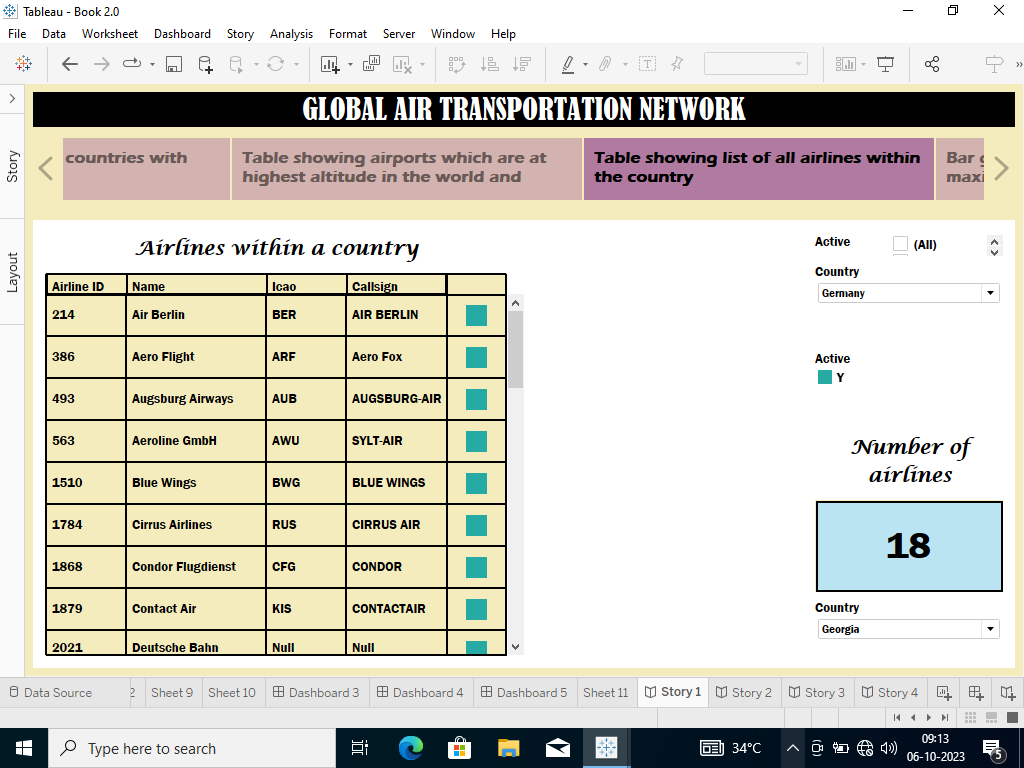 Tableau - Book 2.0
File Data Worksheet Dashboard Story Analysis Format Server Window Help
GLOBAL AIR TRANSPORTATION NETWORK
Story
Layout
countries with
Table showing airports which are at
highest altitude in the world and
Table showing list of all airlines within
the country
Bar
maxi
Airlines within a country
Airline ID Name Icao Callsign
214 Air Berlin BER AIR BERLIN
386 Aero Flight ARF Aero Fox
493 Augsburg Airways AUB AUGSBURG-AIR
563 Aeroline GmbH AWU SYLT-AIR
1510 Blue Wings BWG BLUE WINGS
1784 Cirrus Airlines RUS CIRRUS AIR
1868 Condor Flugdienst CFG CONDOR
1879 Contact Air KIS CONTACTAIR
2021 Deutsche Bahn Null Null
Active (All)
Country
Germany
Active
Y
Number of
airlines
18
Country
Georgia
Data Source 2 Sheet 9 Sheet 10 Dashboard 3 Dashboard 4 Dashboard 5 Sheet 11 Story 1 Story 2 Story 3 Story 4
Type here to search
34°C
09:13
06-10-2023
5